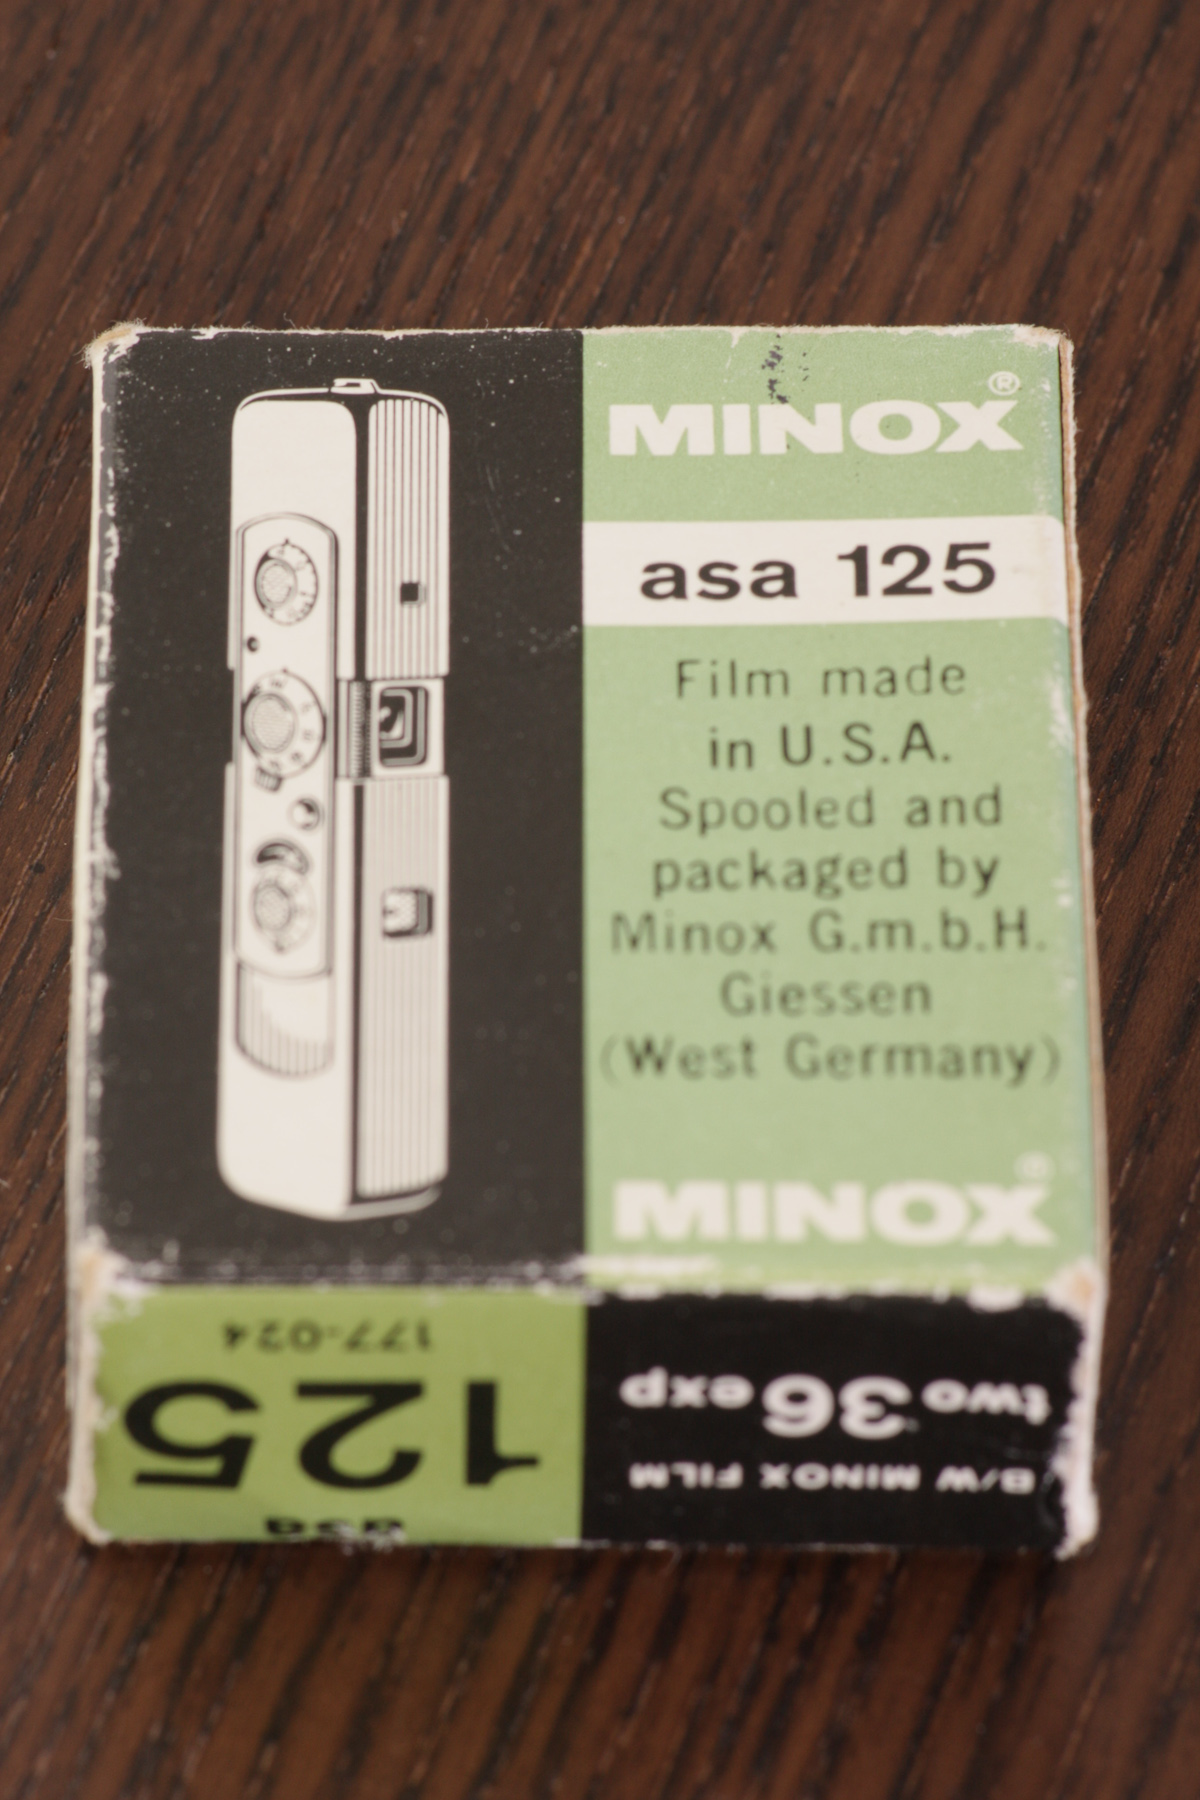 MINOX®
asa 125
Film made
in U.S.A.
Spooled and
packaged by
Minox G.m.b.H.
Giessen
(West Germany)
MINOX®
asa
125
177-024
B/W MINOX FILM
two 36 exp